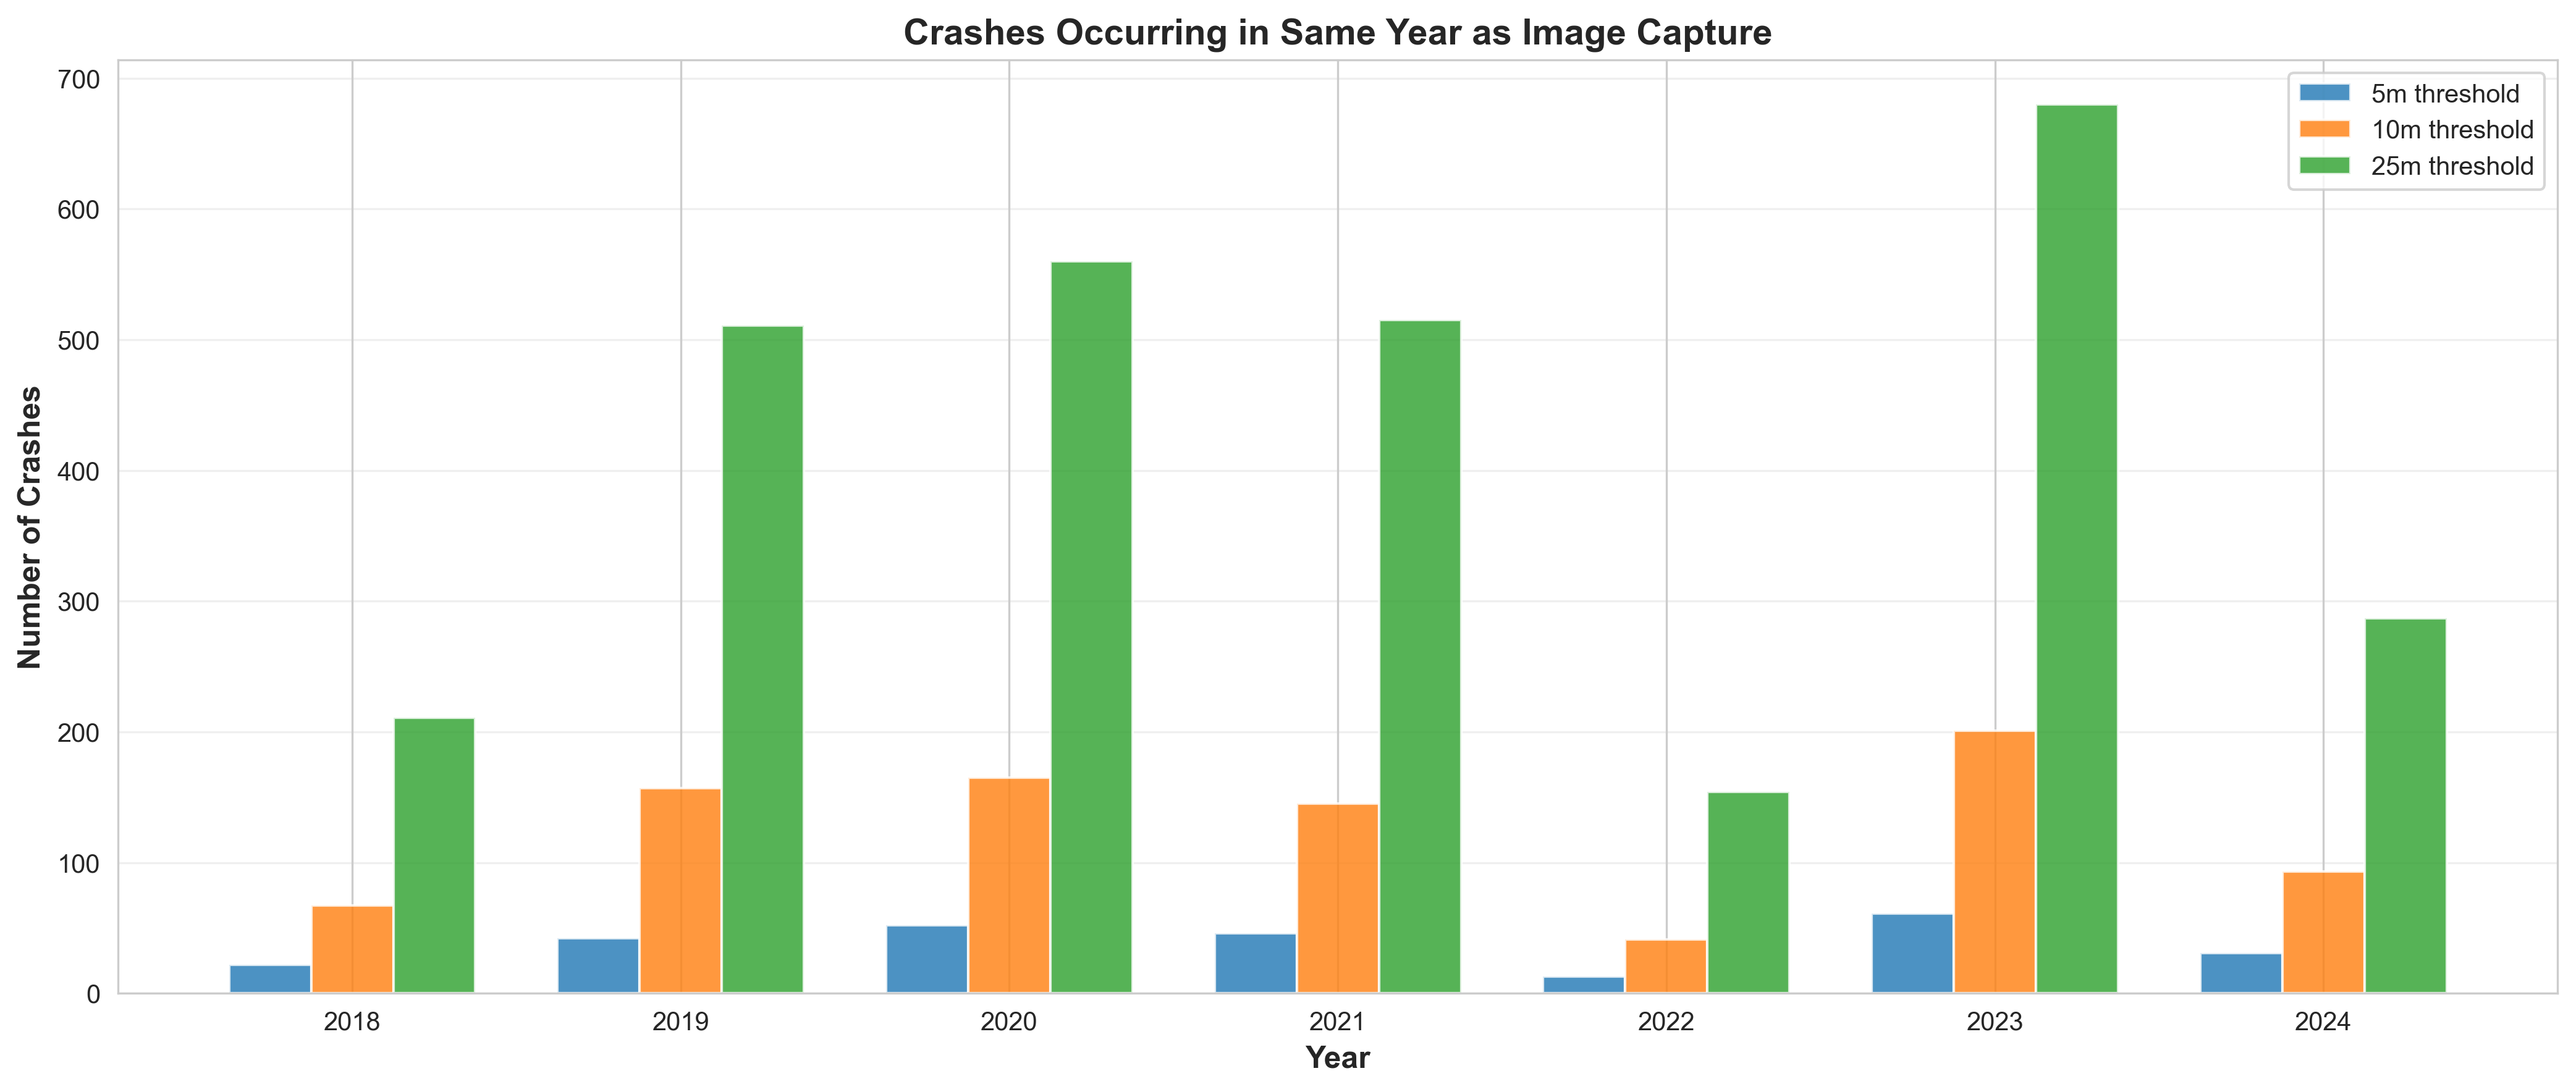 Crashes Occurring in Same Year as Image Capture
700
600
500
400
300
200
100
0
Number of Crashes
5m threshold
10m threshold
25m threshold
2018 2019 2020 2021 2022 2023 2024
Year